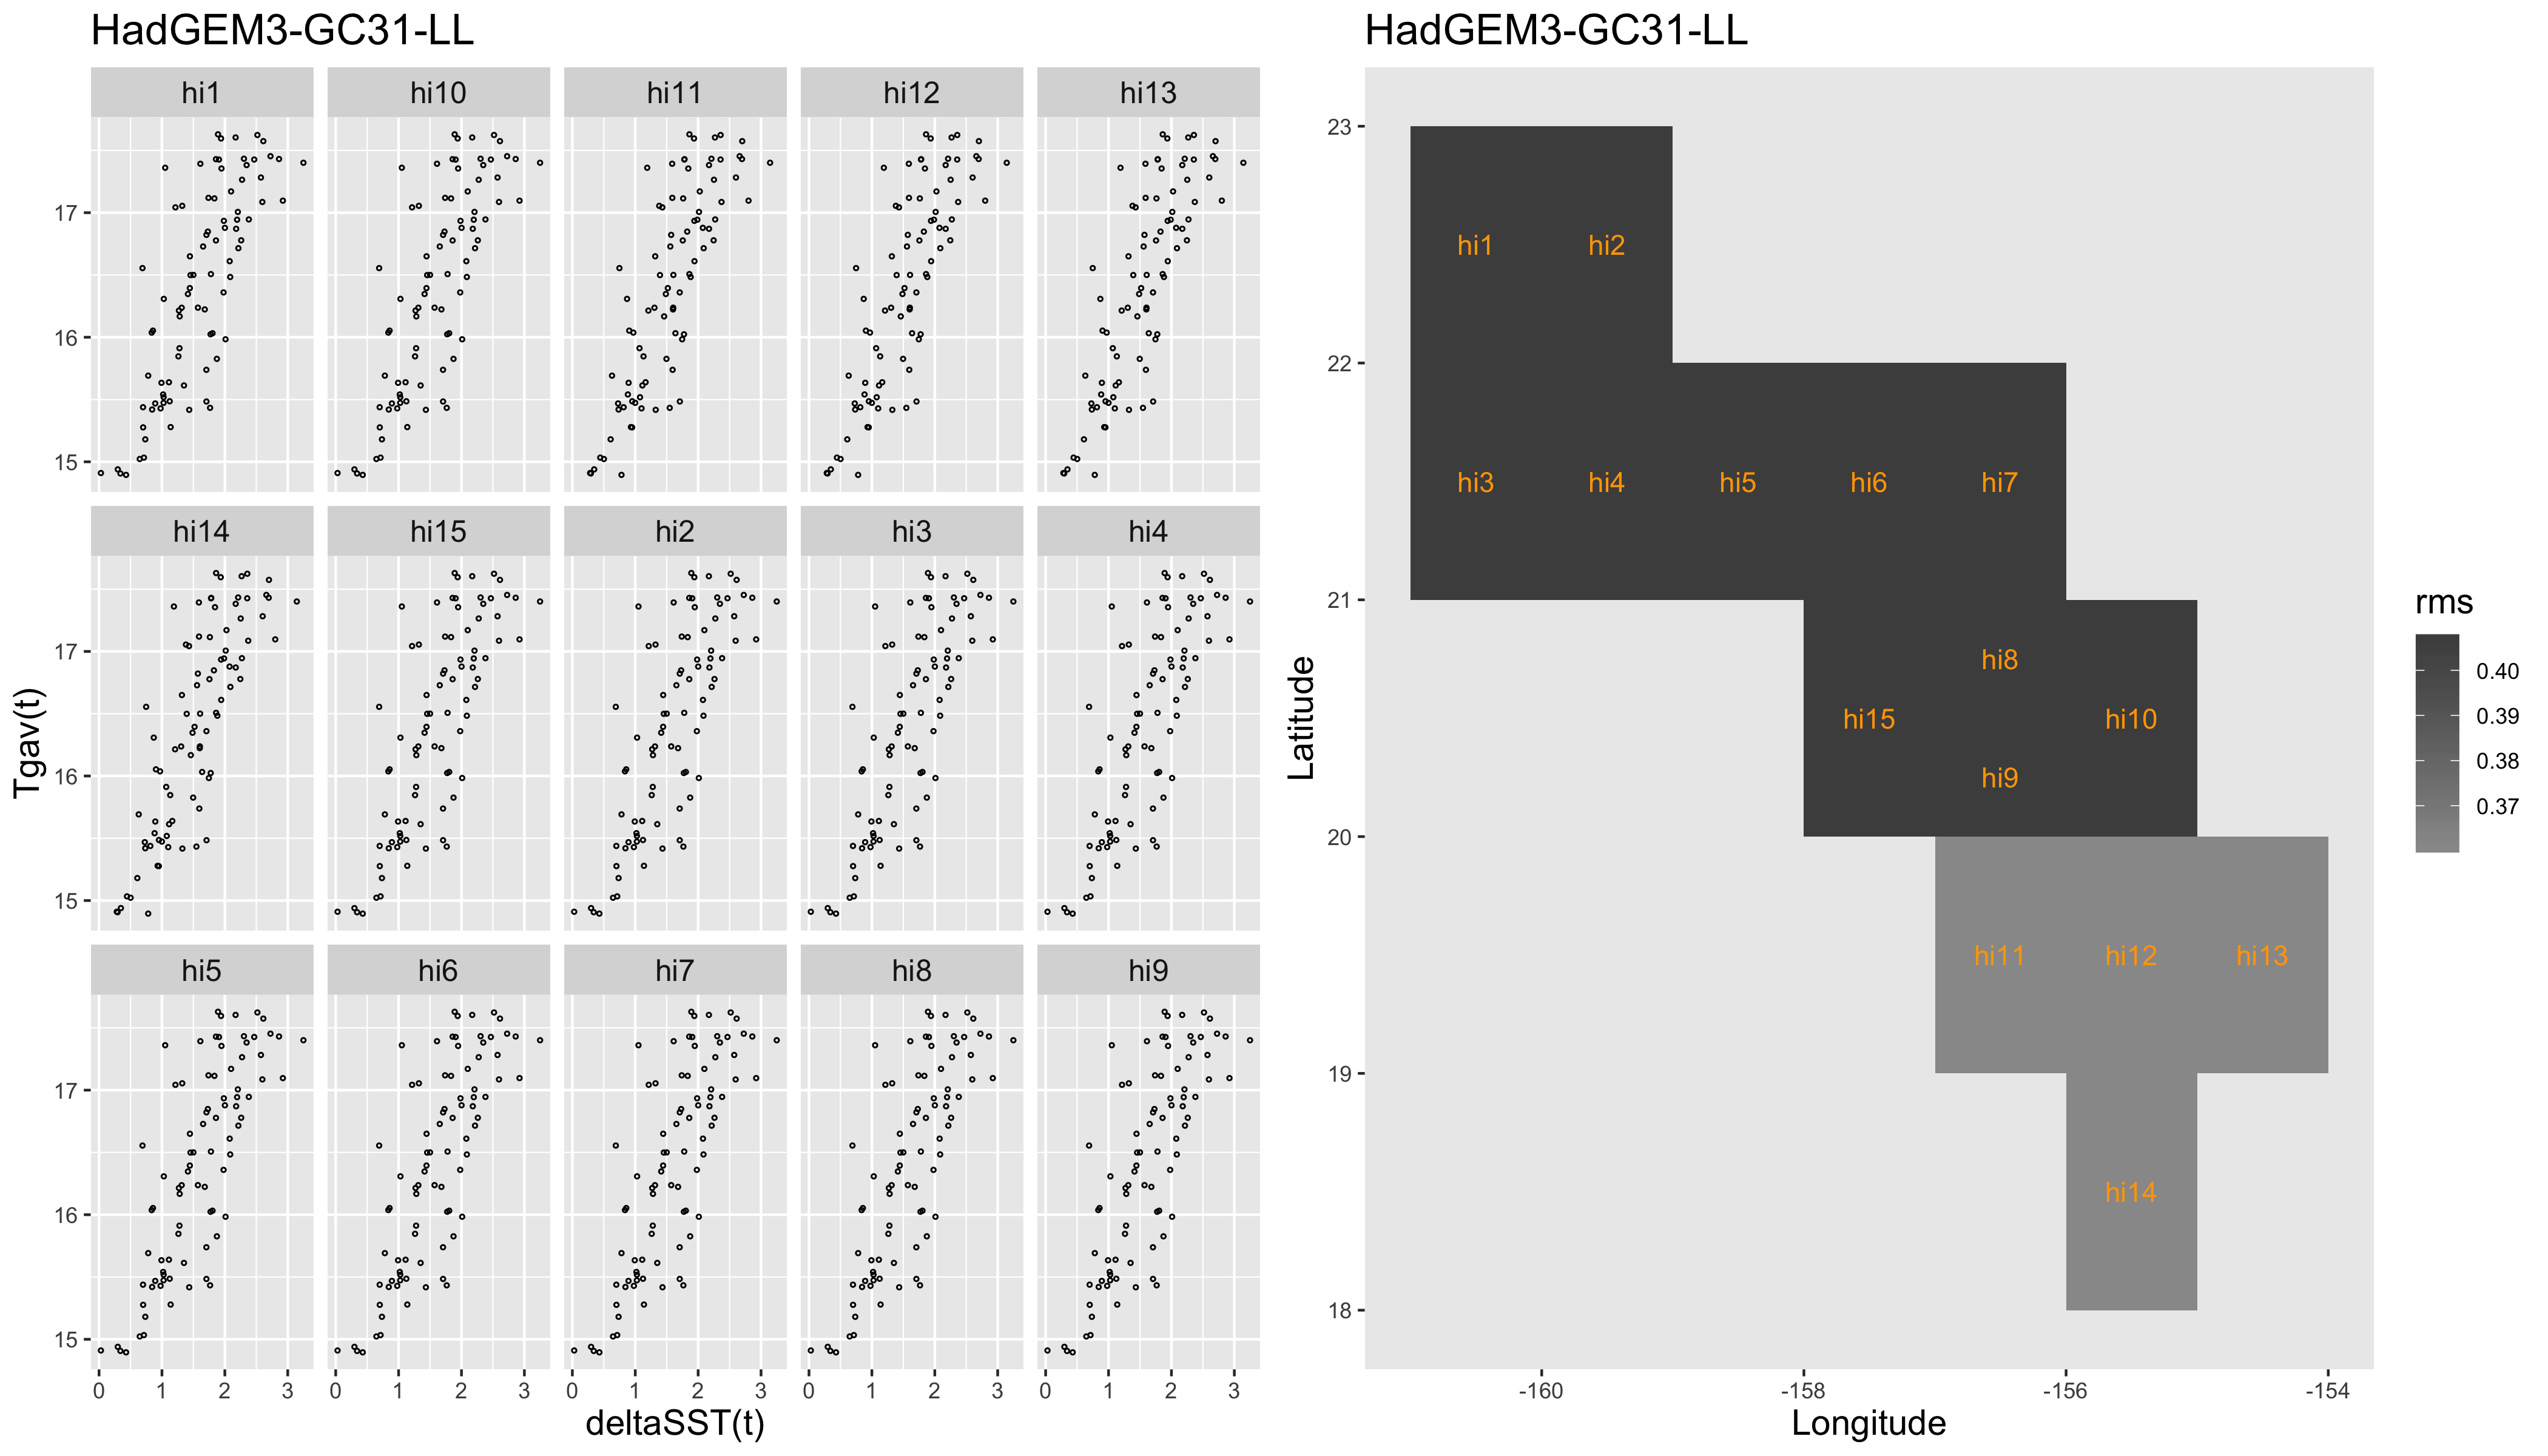 HadGEM3-GC31-LL
hi1 hi10 hi11 hi12 hi13
17
16
15
hi14 hi15 hi2 hi3 hi4
17
16
15
hi5 hi6 hi7 hi8 hi9
17
16
15
0 1 2 3 0 1 2 3 0 1 2 3 0 1 2 3 0 1 2 3
deltaSST(t)
Tgav(t)
HadGEM3-GC31-LL
23
hi1 hi2
22
hi3 hi4 hi5 hi6 hi7
21
hi8
hi15 hi10
hi9
20
hi11 hi12 hi13
19
hi14
18
-160 -158 -156 -154
Longitude
Latitude
rms
0.40
0.39
0.38
0.37